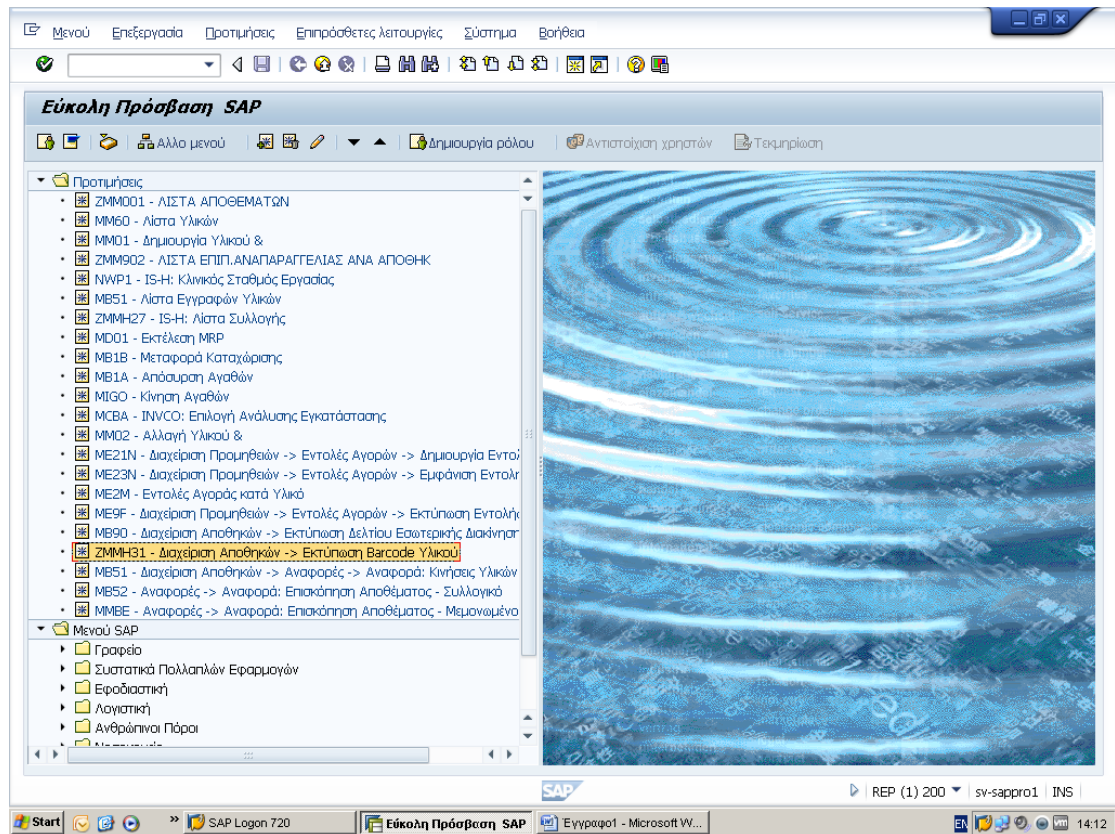 Μενού Επεξεργασία Προτιμήσεις Επιπρόσθετες λειτουργίες Σύστημα Βοήθεια
Εύκολη Πρόσβαση SAP
Αλλο μενού Δημιουργία ρόλου Αντιστοίχιση χρηστών Τεκμηρίωση
Προτιμήσεις
ZMM001 - ΛΙΣΤΑ ΑΠΟΘΕΜΑΤΩΝ
MM60 - Λίστα Υλικών
MM01 - Δημιουργία Υλικού &
ZMM902 - ΛΙΣΤΑ ΕΠΙΠ.ΑΝΑΠΑΡΑΓΓΕΛΙΑΣ ΑΝΑ ΑΠΟΘΗΚ
NWP1 - IS-H: Κλινικός Σταθμός Εργασίας
MB51 - Λίστα Εγγραφών Υλικών
ZMMH27 - IS-H: Λίστα Συλλογής
MD01 - Εκτέλεση MRP
MB1B - Μεταφορά Καταχώρισης
MB1A - Απόσυρση Αγαθών
MIGO - Κίνηση Αγαθών
MCBA - INVCO: Επιλογή Ανάλυσης Εγκατάστασης
MM02 - Αλλαγή Υλικού &
ME21N - Διαχείριση Προμηθειών -> Εντολές Αγορών -> Δημιουργία Εντολ
ME23N - Διαχείριση Προμηθειών -> Εντολές Αγορών -> Εμφάνιση Εντολη
ME2M - Εντολές Αγοράς κατά Υλικό
ME9F - Διαχείριση Προμηθειών -> Εντολές Αγορών -> Εκτύπωση Εντολή
MB90 - Διαχείριση Αποθηκών -> Εκτύπωση Δελτίου Εσωτερικής Διακίνησ
ZMMH31 - Διαχείριση Αποθηκών -> Εκτύπωση Barcode Υλικού
MB51 - Διαχείριση Αποθηκών -> Αναφορές -> Αναφορά: Κινήσεις Υλικών
MB52 - Αναφορές -> Αναφορά: Επισκόπηση Αποθέματος - Συλλογικό
MMBE - Αναφορές -> Αναφορά: Επισκόπηση Αποθέματος - Μεμονωμένο
Μενού SAP
Γραφείο
Συστατικά Πολλαπλών Εφαρμογών
Εφοδιαστική
Λογιστική
Ανθρώπινοι Πόροι
SAP
REP (1) 200 sv-sappro1 INS
Start » SAP Logon 720 Εύκολη Πρόσβαση SAP Έγγραφο1 - Microsoft W... EN 14:12